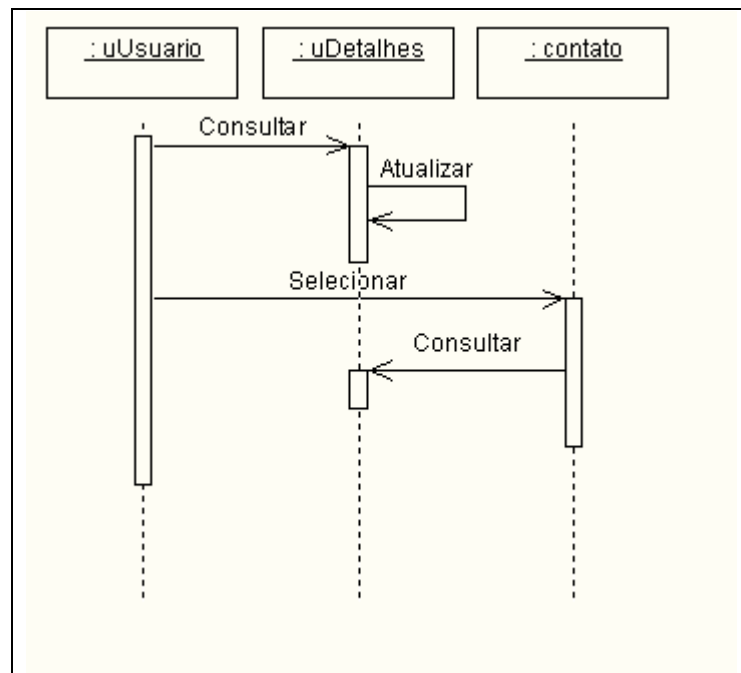 : uUsuario
: uDetalhes
: contato
Consultar
Atualizar
Selecionar
Consultar